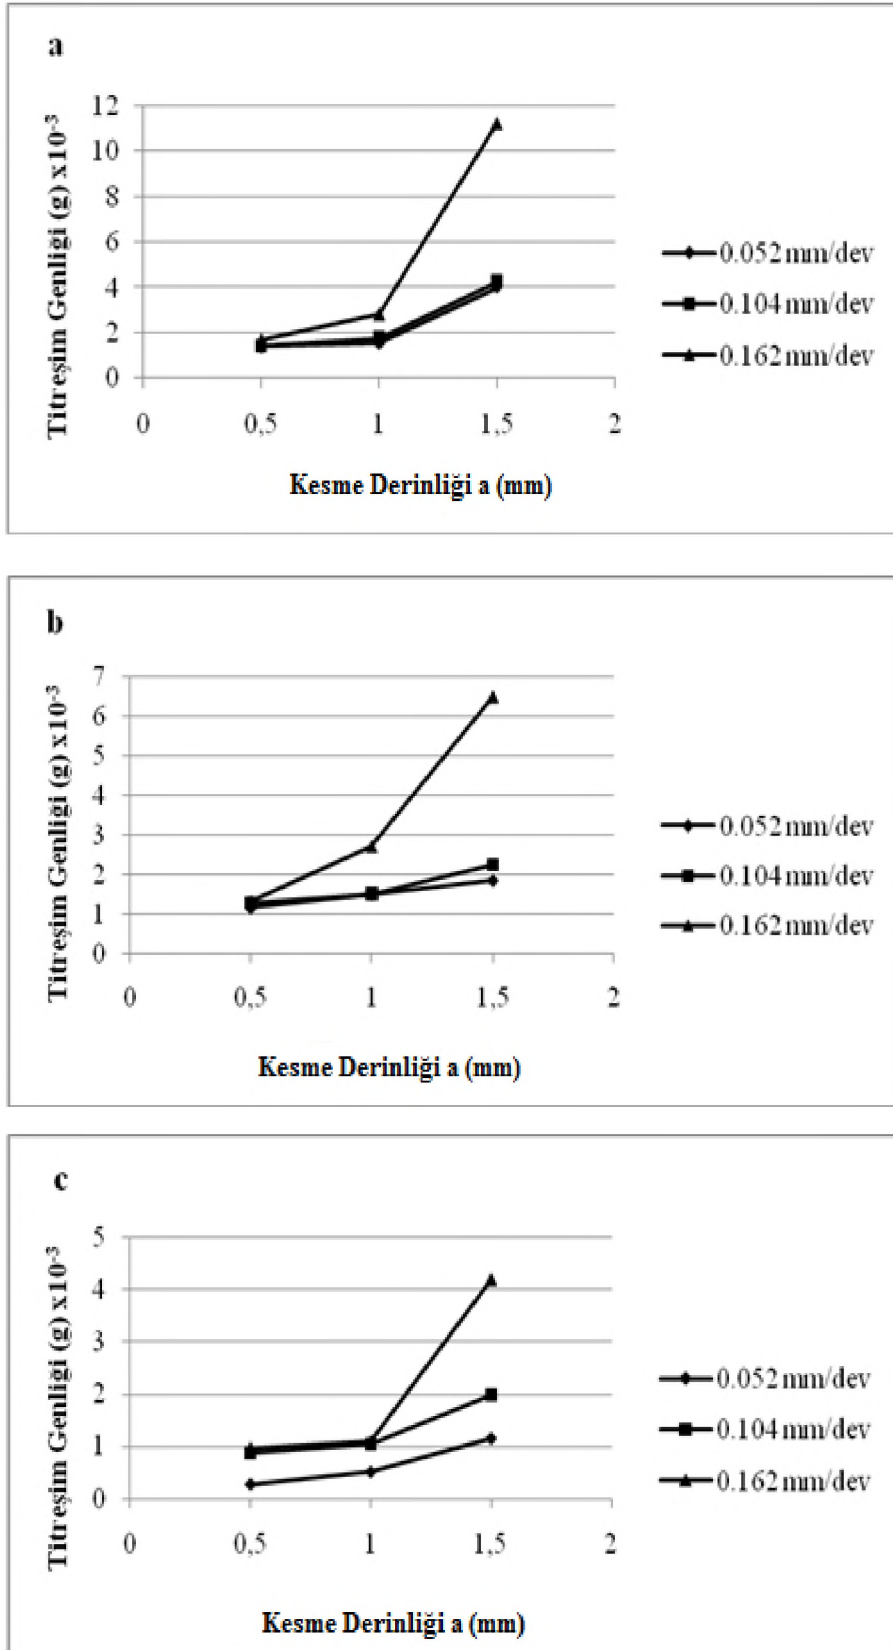 a
Titreşim Genliği (g) x10⁻³
12
10
8
6
4
2
0
0 0,5 1 1,5 2
Kesme Derinliği a (mm)
0.052 mm/dev
0.104 mm/dev
0.162 mm/dev
b
Titreşim Genliği (g) x10⁻³
7
6
5
4
3
2
1
0
0 0,5 1 1,5 2
Kesme Derinliği a (mm)
0.052 mm/dev
0.104 mm/dev
0.162 mm/dev
c
Titreşim Genliği (g) x10⁻³
5
4
3
2
1
0
0 0,5 1 1,5 2
Kesme Derinliği a (mm)
0.052 mm/dev
0.104 mm/dev
0.162 mm/dev